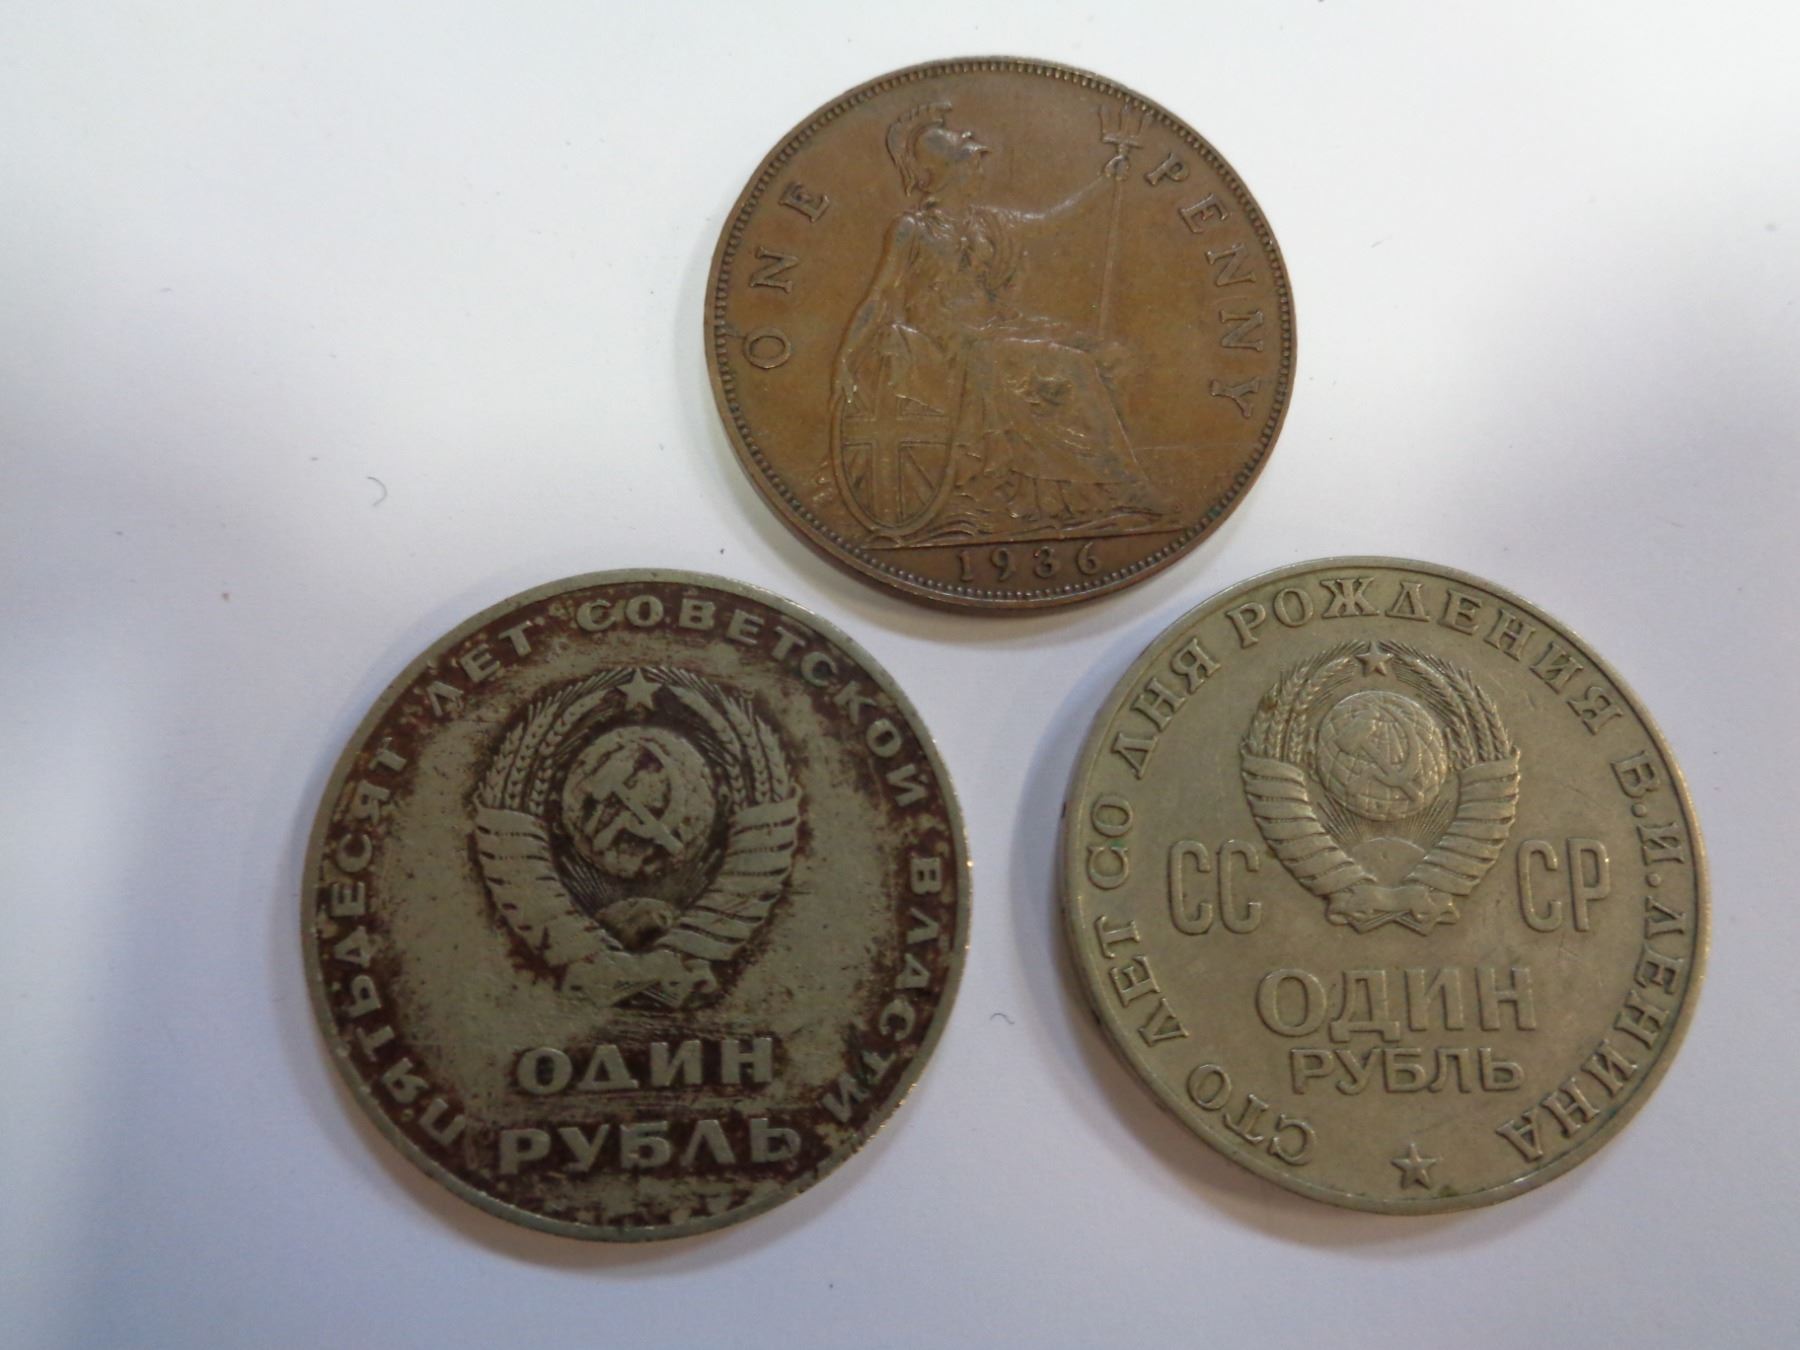 ONE PENNY
1936
ПЯТЬДЕСЯТ ЛЕТ СОВЕТСКОЙ ВЛАСТИ
ОДИН
РУБЛЬ
СТО ЛЕТ СО ДНЯ РОЖДЕНИЯ В.И.ЛЕНИНА
СС СР
ОДИН
РУБЛЬ